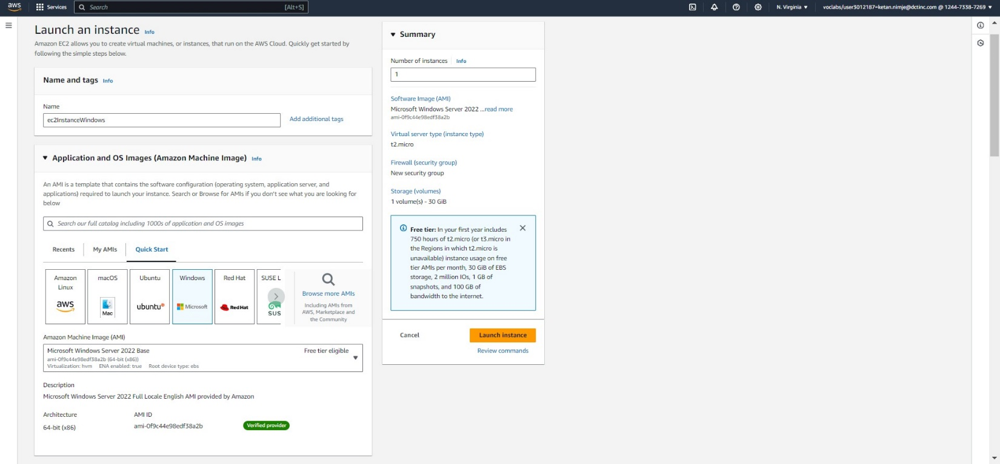 aws
Services
Search
[Alt+S]
N. Virginia
voclabs/user3012187=ketan.nimje@dctinc.com @ 1244-7338-7269
Launch an instance Info
Amazon EC2 allows you to create virtual machines, or instances, that run on the AWS Cloud. Quickly get started by
following the simple steps below.
Name and tags Info
Name
ec2InstanceWindows
Add additional tags
Application and OS Images (Amazon Machine Image) Info
An AMI is a template that contains the software configuration (operating system, application server, and
applications) required to launch your instance. Search or Browse for AMIs if you don't see what you are looking for
below
Search our full catalog including 1000s of application and OS images
Recents
My AMIs
Quick Start
Amazon
Linux
aws
macOS
Mac
Ubuntu
ubuntu®
Windows
Microsoft
Red Hat
Red Hat
SUSE L
SUS
Browse more AMIs
Including AMIs from
AWS, Marketplace and
the Community
Amazon Machine Image (AMI)
Microsoft Windows Server 2022 Base
Free tier eligible
ami-0f9c44e98edf38a2b (64-bit (x86))
Virtualization: hvm ENA enabled: true Root device type: ebs
Description
Microsoft Windows Server 2022 Full Locale English AMI provided by Amazon
Architecture
AMI ID
64-bit (x86)
ami-0f9c44e98edf38a2b
Verified provider
Summary
Number of instances Info
1
Software Image (AMI)
Microsoft Windows Server 2022 ...read more
ami-0f9c44e98edf38a2b
Virtual server type (instance type)
t2.micro
Firewall (security group)
New security group
Storage (volumes)
1 volume(s) - 30 GiB
Free tier: In your first year includes
750 hours of t2.micro (or t3.micro in
the Regions in which t2.micro is
unavailable) instance usage on free
tier AMIs per month, 30 GiB of EBS
storage, 2 million IOs, 1 GB of
snapshots, and 100 GB of
bandwidth to the internet.
Cancel
Launch instance
Review commands